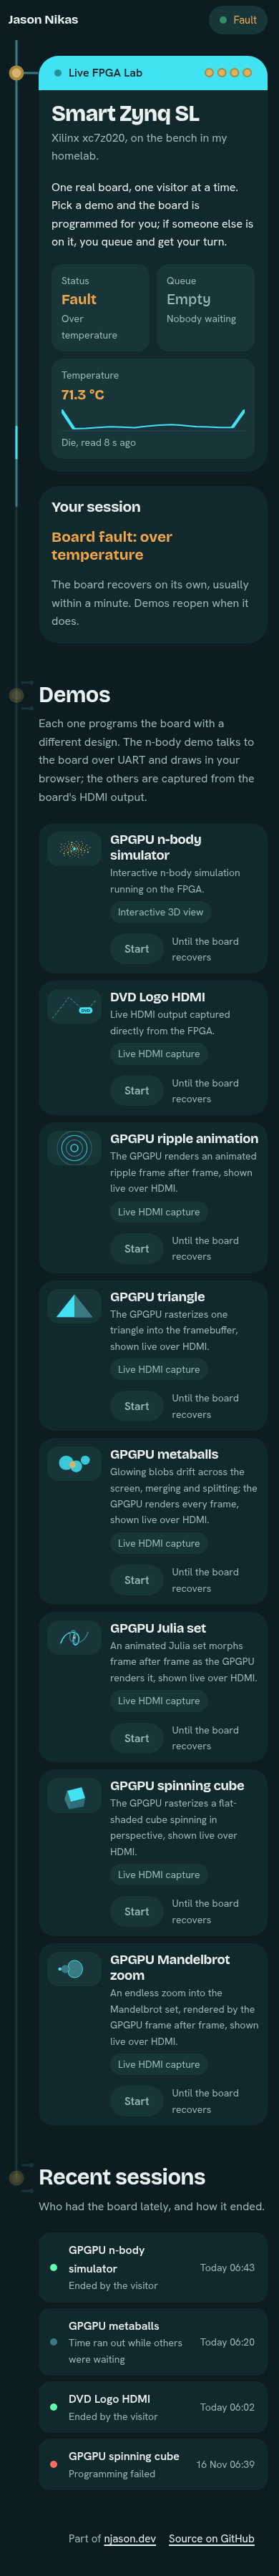 Jason Nikas
Fault
Live FPGA Lab
Smart Zynq SL
Xilinx xc7z020, on the bench in my
homelab.
One real board, one visitor at a time.
Pick a demo and the board is
programmed for you; if someone else is
on it, you queue and get your turn.
Status
Fault
Over
temperature
Queue
Empty
Nobody waiting
Temperature
71.3 °C
Die, read 8 s ago
Your session
Board fault: over
temperature
The board recovers on its own, usually
within a minute. Demos reopen when it
does.
Demos
Each one programs the board with a
different design. The n-body demo talks to
the board over UART and draws in your
browser; the others are captured from the
board's HDMI output.
GPGPU n-body
simulator
Interactive n-body simulation
running on the FPGA.
Interactive 3D view
Start
Until the board
recovers
DVD
DVD Logo HDMI
Live HDMI output captured
directly from the FPGA.
Live HDMI capture
Start
Until the board
recovers
GPGPU ripple animation
The GPGPU renders an animated
ripple frame after frame, shown
live over HDMI.
Live HDMI capture
Start
Until the board
recovers
GPGPU triangle
The GPGPU rasterizes one
triangle into the framebuffer,
shown live over HDMI.
Live HDMI capture
Start
Until the board
recovers
GPGPU metaballs
Glowing blobs drift across the
screen, merging and splitting; the
GPGPU renders every frame,
shown live over HDMI.
Live HDMI capture
Start
Until the board
recovers
GPGPU Julia set
An animated Julia set morphs
frame after frame as the GPGPU
renders it, shown live over HDMI.
Live HDMI capture
Start
Until the board
recovers
GPGPU spinning cube
The GPGPU rasterizes a flat-
shaded cube spinning in
perspective, shown live over
HDMI.
Live HDMI capture
Start
Until the board
recovers
GPGPU Mandelbrot
zoom
An endless zoom into the
Mandelbrot set, rendered by the
GPGPU frame after frame, shown
live over HDMI.
Live HDMI capture
Start
Until the board
recovers
Recent sessions
Who had the board lately, and how it ended.
GPGPU n-body
simulator
Ended by the visitor
Today 06:43
GPGPU metaballs
Time ran out while others
were waiting
Today 06:20
DVD Logo HDMI
Ended by the visitor
Today 06:02
GPGPU spinning cube
Programming failed
16 Nov 06:39
Part of njason.dev Source on GitHub